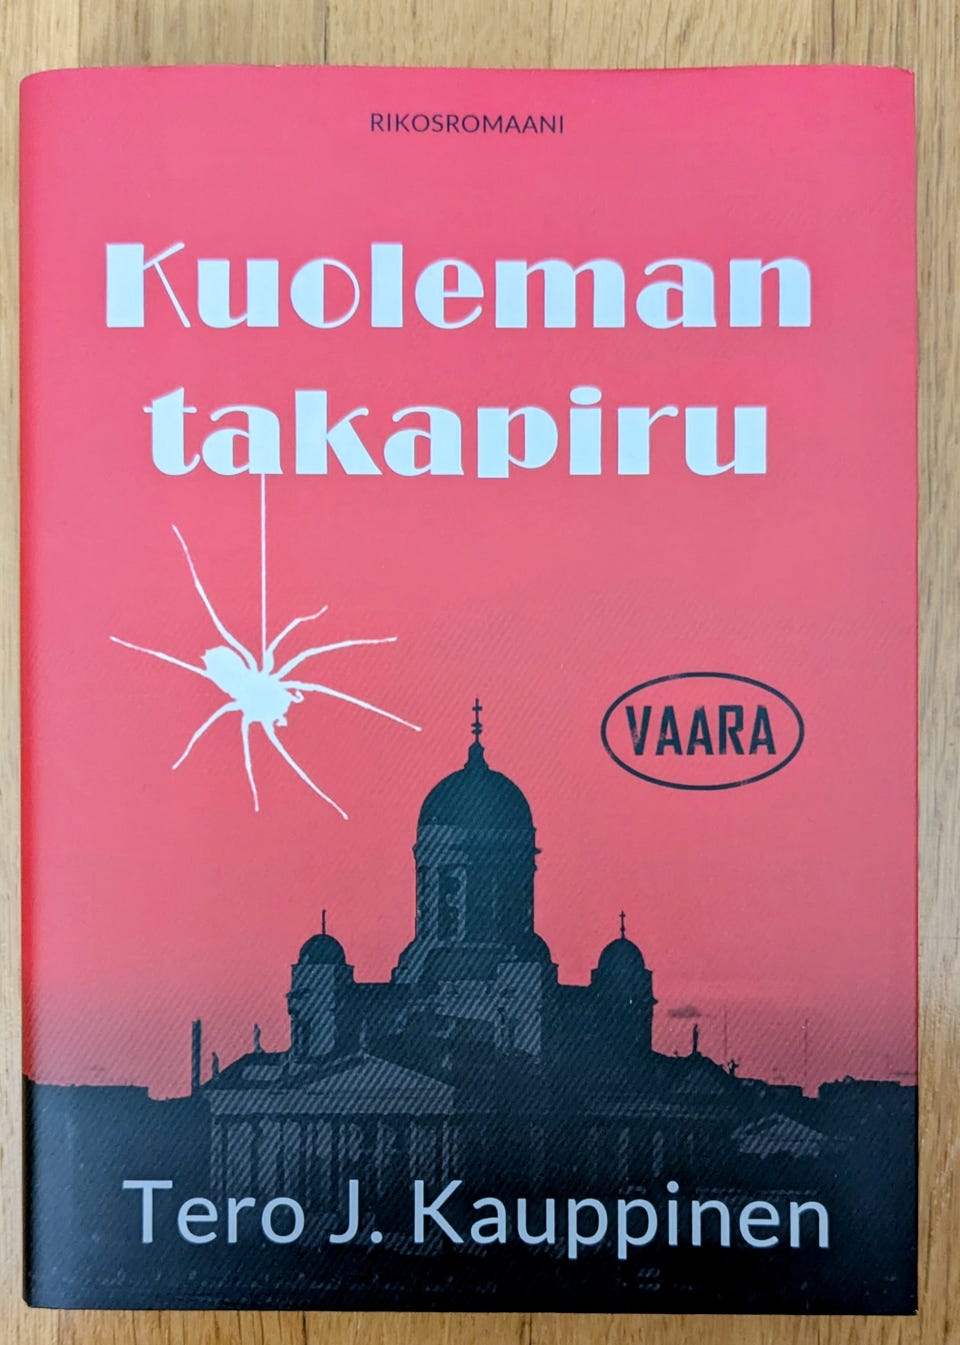 RIKOSROMAANI
Kuoleman
takapiru
VAARA
Tero J. Kauppinen